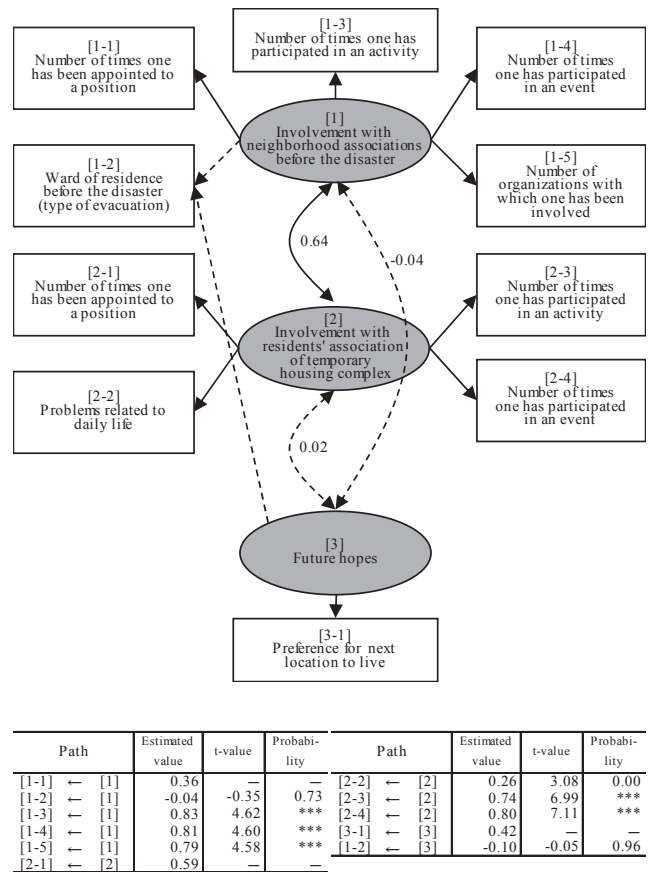 [1-3]
Number of times one has
participated in an activity
[1-1]
Number of times one
has been appointed to
a position
[1-4]
Number of times
one has participated
in an event
[1]
Involvement with
neighborhood associations
before the disaster
[1-2]
Ward of residence
before the disaster
(type of evacuation)
[1-5]
Number of
organizations with
which one has been
involved
0.64
-0.04
[2-1]
Number of times one
has been appointed to
a position
[2-3]
Number of times
one has participated
in an activity
[2]
Involvement with
residents' association
of temporary
housing complex
[2-2]
Problems related to
daily life
[2-4]
Number of times
one has participated
in an event
0.02
[3]
Future hopes
[3-1]
Preference for next
location to live
Path Estimated value t-value Probabi-lity
[1-1] ← [1] 0.36 – –
[1-2] ← [1] -0.04 -0.35 0.73
[1-3] ← [1] 0.83 4.62 ***
[1-4] ← [1] 0.81 4.60 ***
[1-5] ← [1] 0.79 4.58 ***
[2-1] ← [2] 0.59 – –
Path Estimated value t-value Probabi-lity
[2-2] ← [2] 0.26 3.08 0.00
[2-3] ← [2] 0.74 6.99 ***
[2-4] ← [2] 0.80 7.11 ***
[3-1] ← [3] 0.42 – –
[1-2] ← [3] -0.10 -0.05 0.96